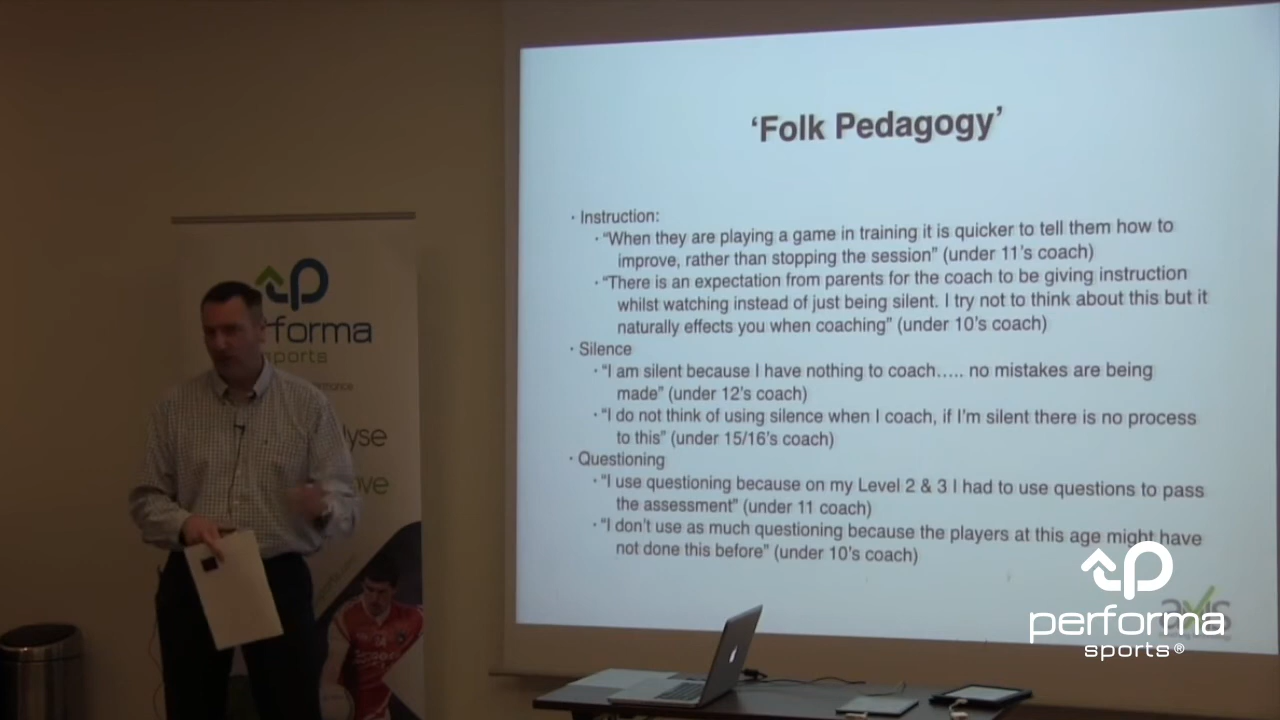 'Folk Pedagogy'
· Instruction:
· "When they are playing a game in training it is quicker to tell them how to
improve, rather than stopping the session" (under 11's coach)
· "There is an expectation from parents for the coach to be giving instruction
whilst watching instead of just being silent. I try not to think about this but it
naturally effects you when coaching" (under 10's coach)
· Silence
· "I am silent because I have nothing to coach….. no mistakes are being
made" (under 12's coach)
· "I do not think of using silence when I coach, if I'm silent there is no process
to this" (under 15/16's coach)
· Questioning
· "I use questioning because on my Level 2 & 3 I had to use questions to pass
the assessment" (under 11 coach)
· "I don't use as much questioning because the players at this age might have
not done this before" (under 10's coach)
sports
performa
sports®
axis